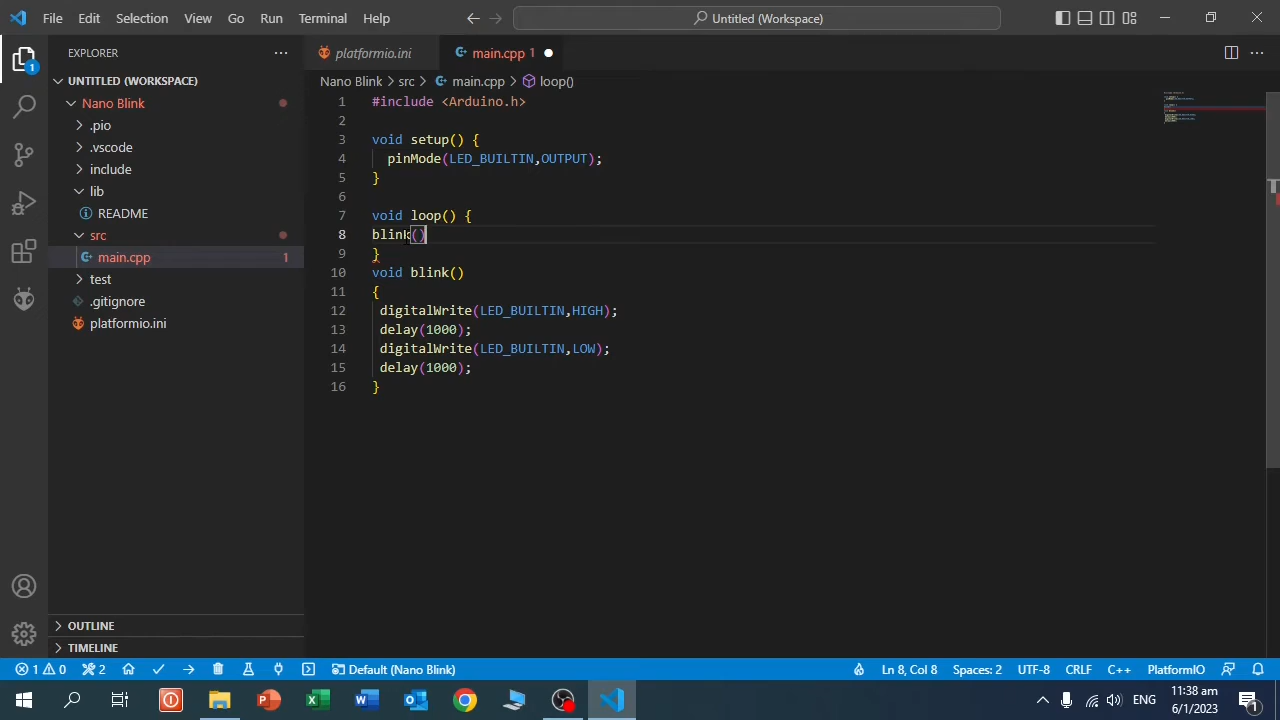 File Edit Selection View Go Run Terminal Help Untitled (Workspace)
EXPLORER
platformio.ini main.cpp 1
UNTITLED (WORKSPACE)
Nano Blink
.pio
.vscode
include
lib
README
src
main.cpp 1
test
.gitignore
platformio.ini
OUTLINE
TIMELINE
Nano Blink > src > main.cpp > loop()
1 #include <Arduino.h>
2
3 void setup() {
4 pinMode(LED_BUILTIN,OUTPUT);
5 }
6
7 void loop() {
8 blink()
9 }
10 void blink()
11 {
12 digitalWrite(LED_BUILTIN,HIGH);
13 delay(1000);
14 digitalWrite(LED_BUILTIN,LOW);
15 delay(1000);
16 }
1 0 2 Default (Nano Blink) Ln 8, Col 8 Spaces: 2 UTF-8 CRLF C++ PlatformIO
ENG 11:38 am
6/1/2023